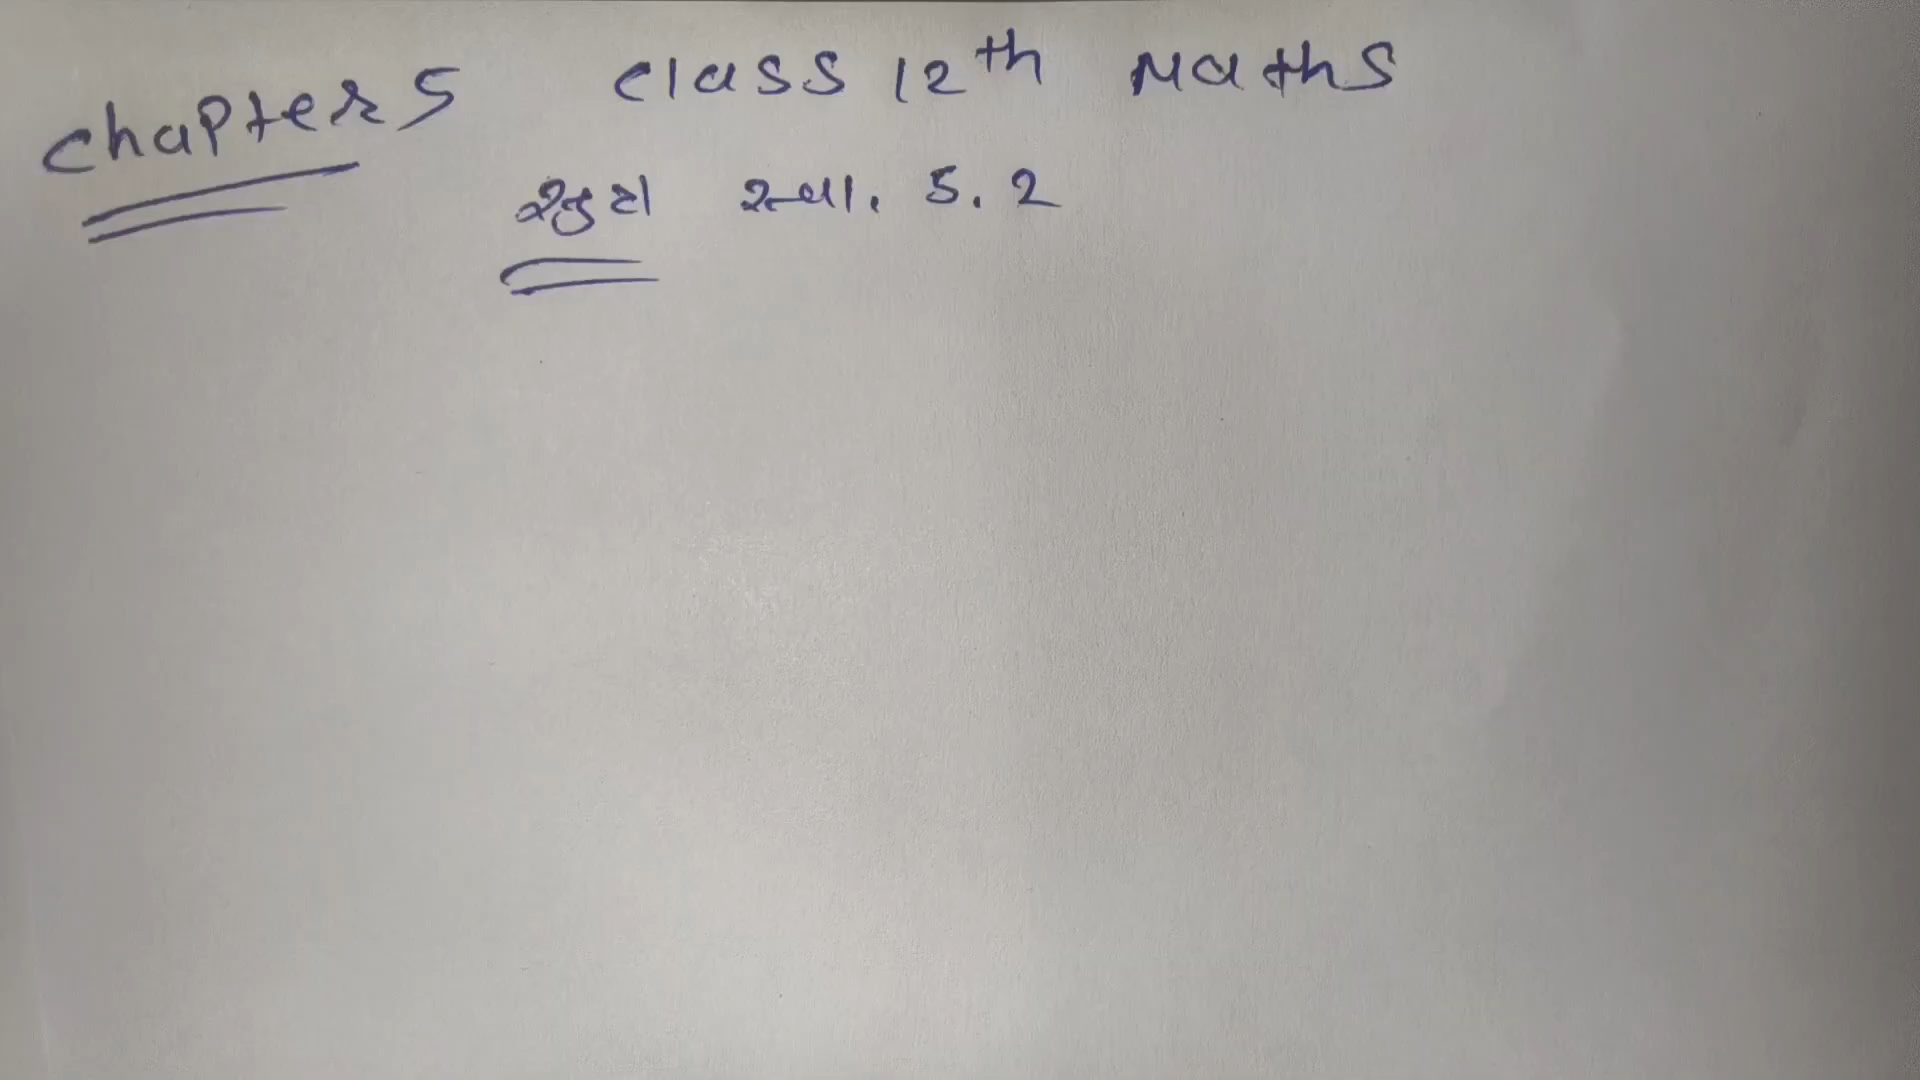 Chapter 5 Class 12th Maths
સ્વા. 5.2